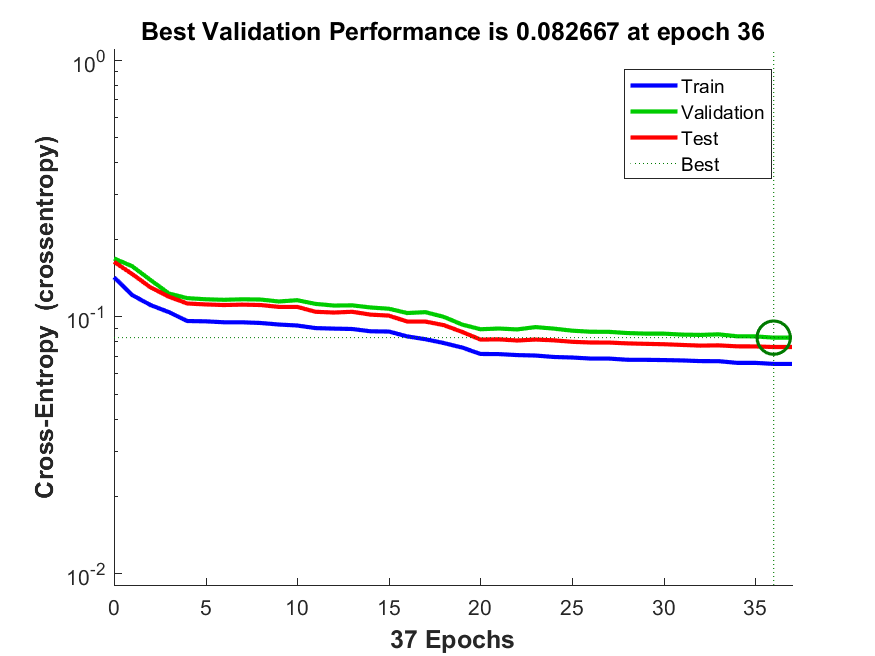 Best Validation Performance is 0.082667 at epoch 36
10^0
10^-1
10^-2
Cross-Entropy (crossentropy)
Train
Validation
Test
Best
0 5 10 15 20 25 30 35
37 Epochs